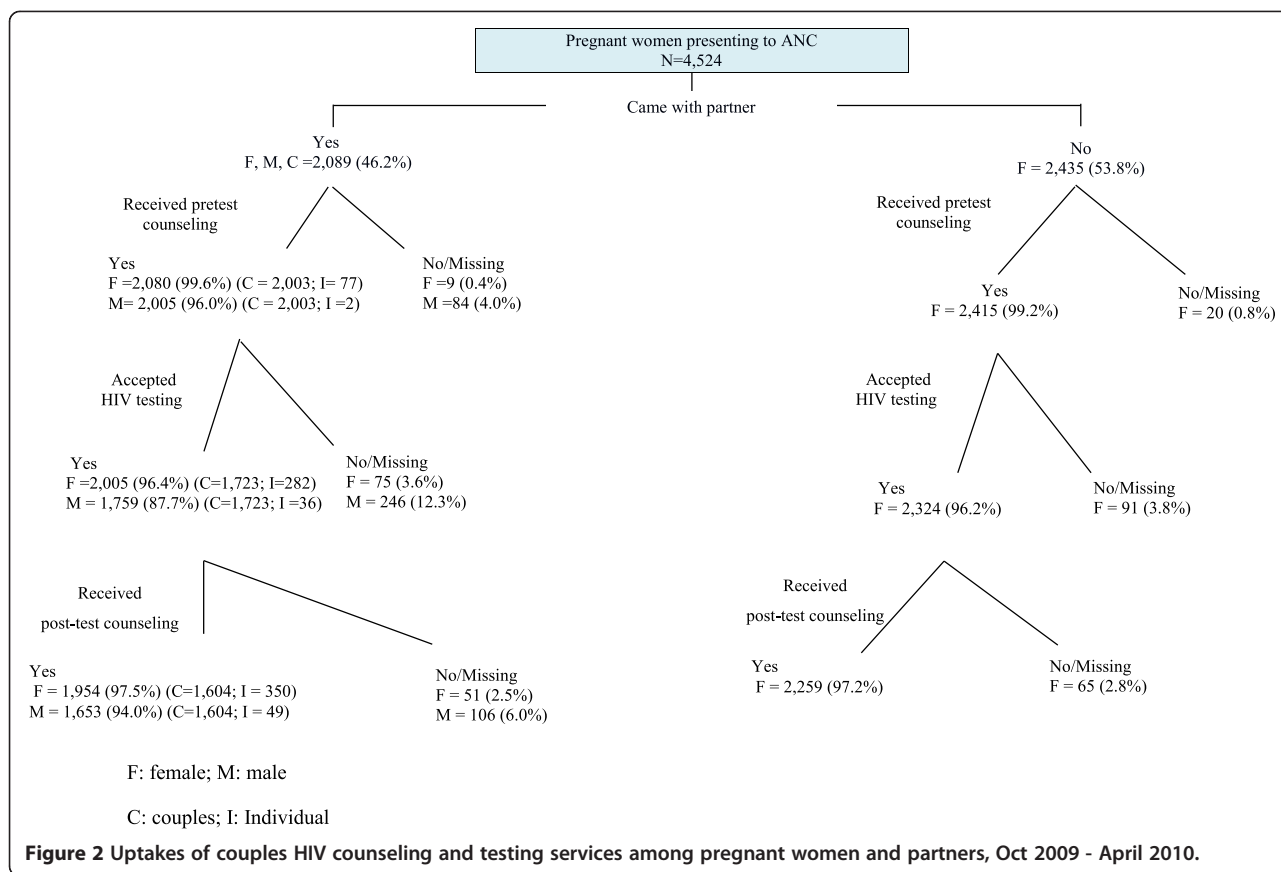 Pregnant women presenting to ANC
N=4,524
Came with partner
Yes
F, M, C =2,089 (46.2%)
No
F = 2,435 (53.8%)
Received pretest
counseling
Yes
F =2,080 (99.6%) (C = 2,003; I= 77)
M= 2,005 (96.0%) (C = 2,003; I =2)
No/Missing
F =9 (0.4%)
M =84 (4.0%)
Received pretest
counseling
Yes
F = 2,415 (99.2%)
No/Missing
F = 20 (0.8%)
Accepted
HIV testing
Yes
F =2,005 (96.4%) (C=1,723; I=282)
M = 1,759 (87.7%) (C=1,723; I =36)
No/Missing
F = 75 (3.6%)
M = 246 (12.3%)
Accepted
HIV testing
Yes
F = 2,324 (96.2%)
No/Missing
F = 91 (3.8%)
Received
post-test counseling
Yes
F = 1,954 (97.5%) (C=1,604; I = 350)
M = 1,653 (94.0%) (C=1,604; I = 49)
No/Missing
F = 51 (2.5%)
M = 106 (6.0%)
Received
post-test counseling
Yes
F = 2,259 (97.2%)
No/Missing
F = 65 (2.8%)
F: female; M: male
C: couples; I: Individual
Figure 2 Uptakes of couples HIV counseling and testing services among pregnant women and partners, Oct 2009 - April 2010.